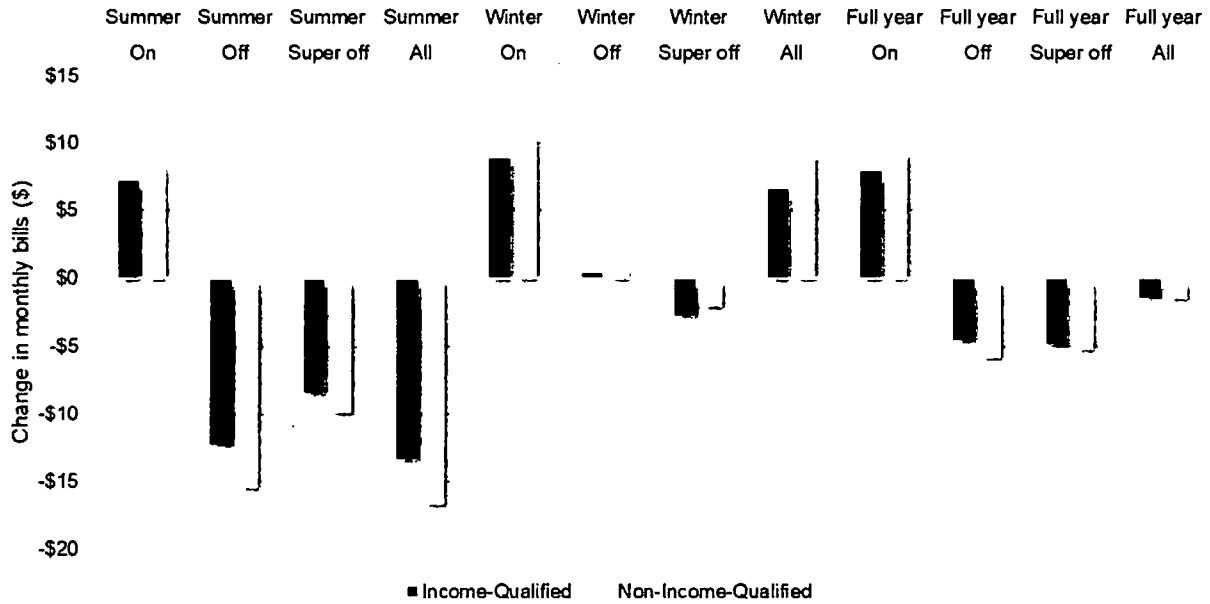 Summer Summer Summer Summer Winter Winter Winter Winter Full year Full year Full year Full year
On Off Super off All On Off Super off All On Off Super off All
$15
$10
$5
$0
-$5
-$10
-$15
-$20
Change in monthly bills ($)
Income-Qualified Non-Income-Qualified